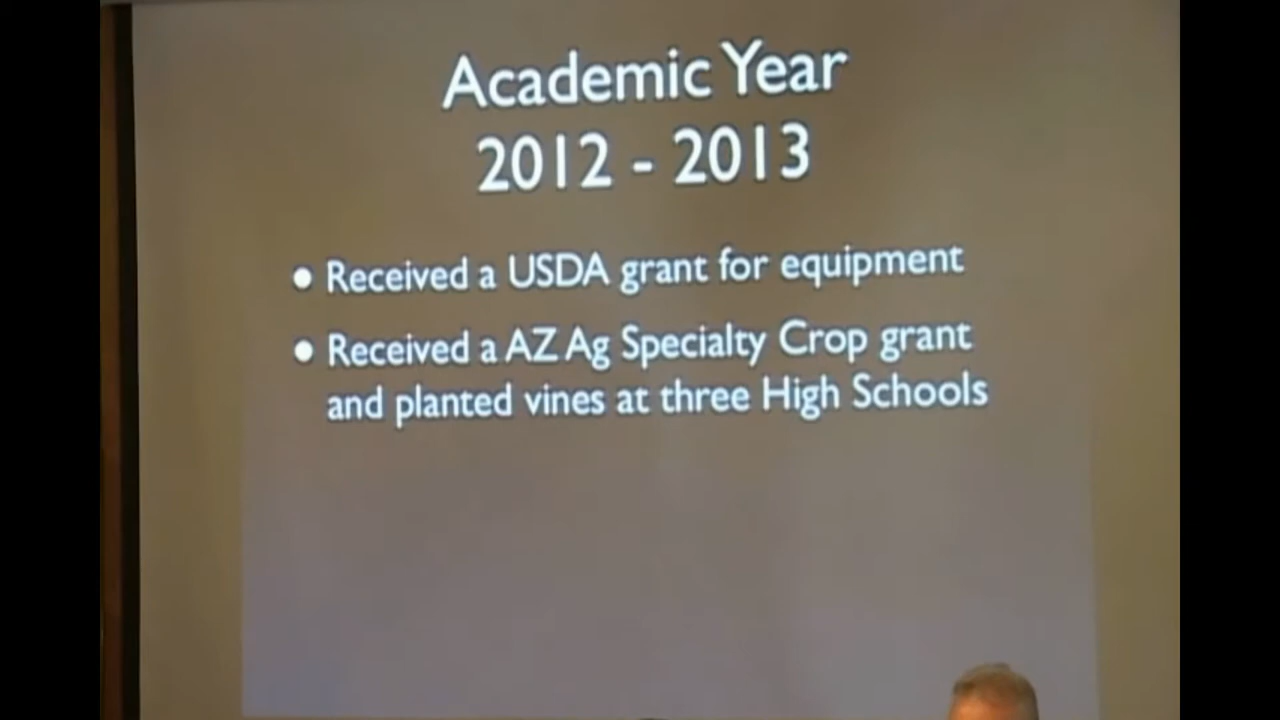 Academic Year
2012 - 2013
• Received a USDA grant for equipment
• Received a AZ Ag Specialty Crop grant
and planted vines at three High Schools